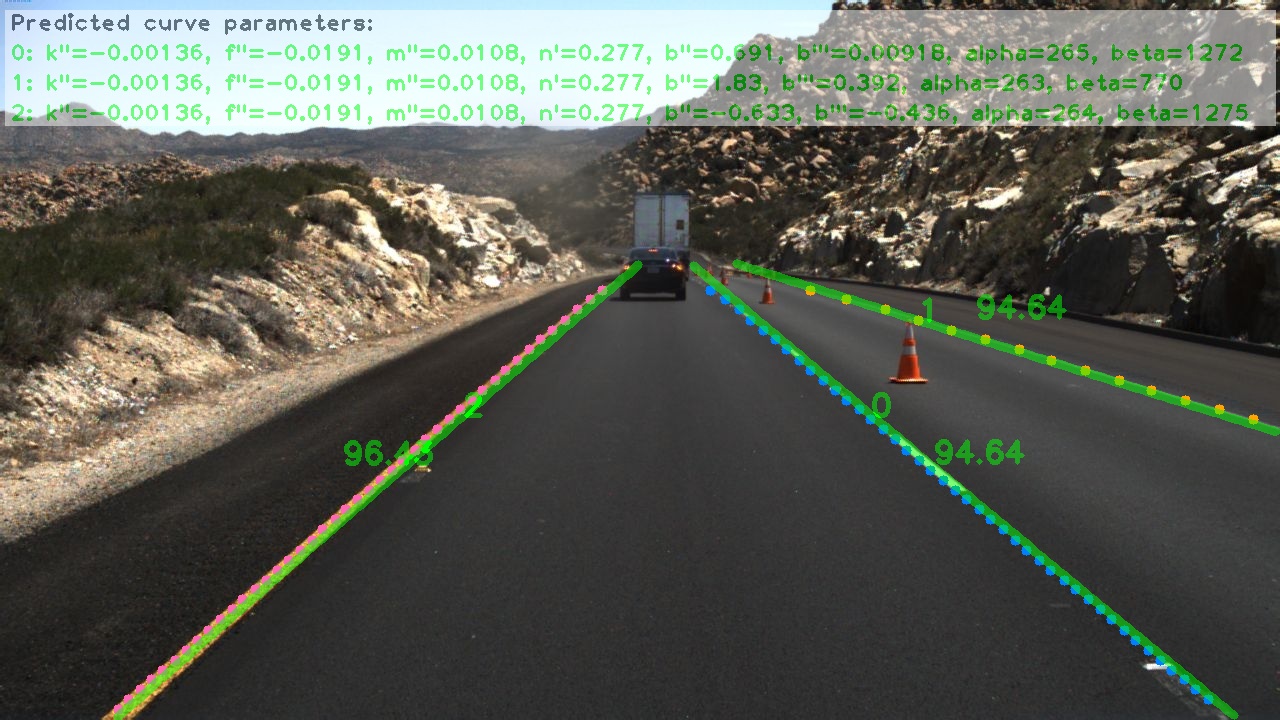 Predicted curve parameters:
0: k''=-0.00136, f''=-0.0191, m''=0.0108, n'=0.277, b''=0.691, b'''=0.00918, alpha=265, beta=1272
1: k''=-0.00136, f''=-0.0191, m''=0.0108, n'=0.277, b''=1.83, b'''=0.392, alpha=263, beta=770
2: k''=-0.00136, f''=-0.0191, m''=0.0108, n'=0.277, b''=-0.633, b'''=-0.436, alpha=264, beta=1275
1 94.64
2 0
96.43 94.64